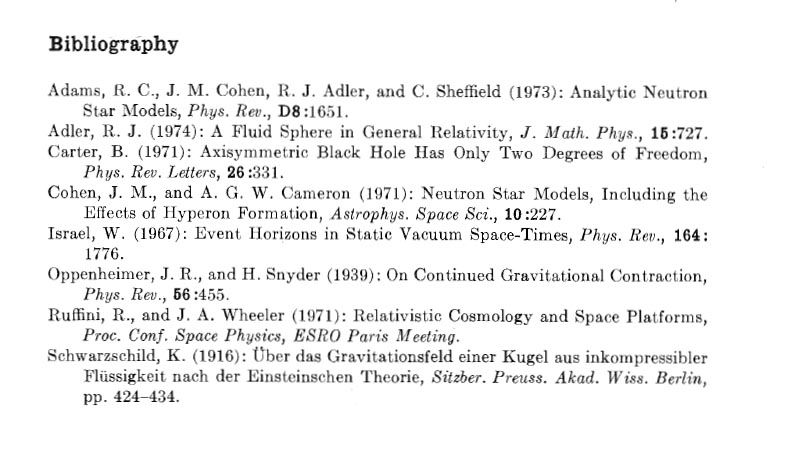 Bibliography
Adams, R. C., J. M. Cohen, R. J. Adler, and C. Sheffield (1973): Analytic Neutron
Star Models, Phys. Rev., D8:1651.
Adler, R. J. (1974): A Fluid Sphere in General Relativity, J. Math. Phys., 15:727.
Carter, B. (1971): Axisymmetric Black Hole Has Only Two Degrees of Freedom,
Phys. Rev. Letters, 26:331.
Cohen, J. M., and A. G. W. Cameron (1971): Neutron Star Models, Including the
Effects of Hyperon Formation, Astrophys. Space Sci., 10:227.
Israel, W. (1967): Event Horizons in Static Vacuum Space-Times, Phys. Rev., 164:
1776.
Oppenheimer, J. R., and H. Snyder (1939): On Continued Gravitational Contraction,
Phys. Rev., 56:455.
Ruffini, R., and J. A. Wheeler (1971): Relativistic Cosmology and Space Platforms,
Proc. Conf. Space Physics, ESRO Paris Meeting.
Schwarzschild, K. (1916): Über das Gravitationsfeld einer Kugel aus inkompressibler
Flüssigkeit nach der Einsteinschen Theorie, Sitzber. Preuss. Akad. Wiss. Berlin,
pp. 424–434.